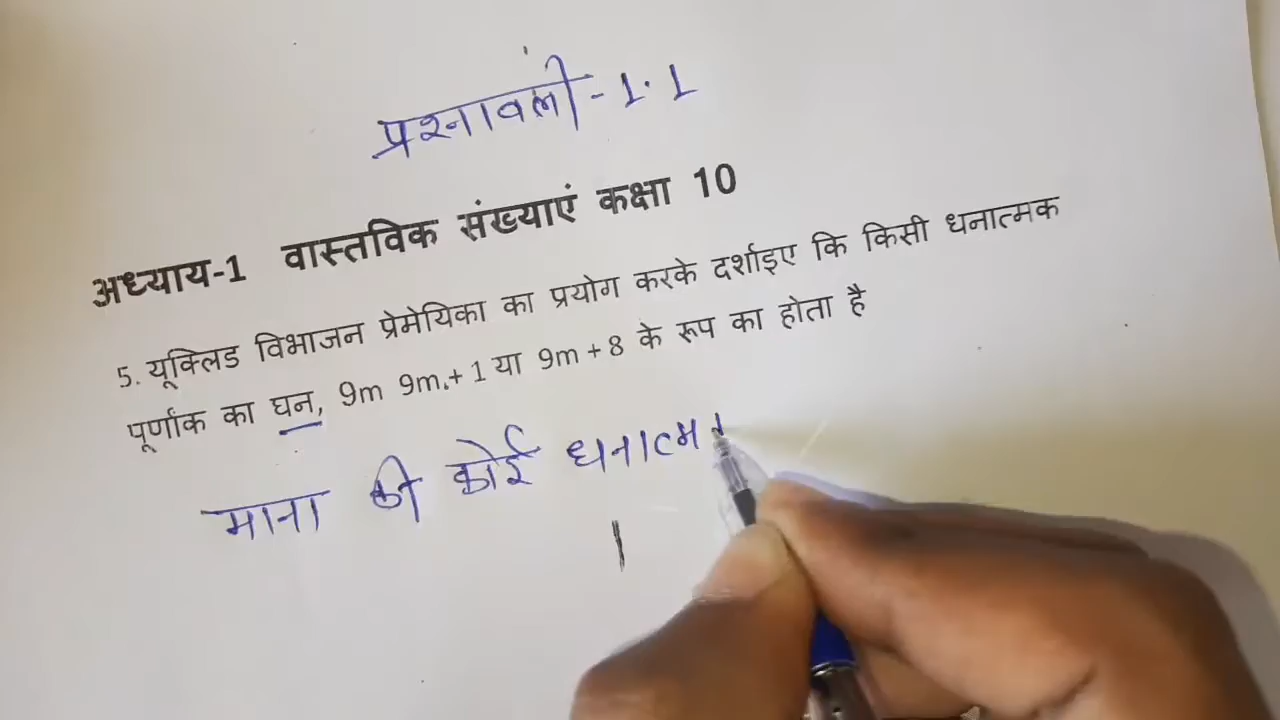 प्रश्नावली - 1.1
अध्याय-1 वास्तविक संख्याएं कक्षा 10
5. यूक्लिड विभाजन प्रेमेयिका का प्रयोग करके दर्शाइए कि किसी धनात्मक
पूर्णांक का घन, 9m 9m + 1 या 9m + 8 के रूप का होता है
माना की कोई धनात्म